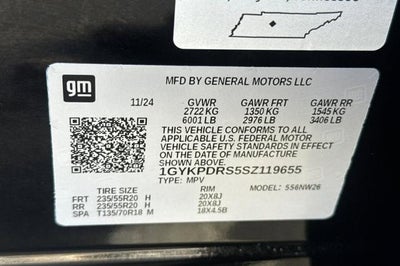 gm
MFD BY GENERAL MOTORS LLC
11/24 GVWR GAWR FRT GAWR RR
2722 KG 1350 KG 1545 KG
6001 LB 2976 LB 3406 LB
THIS VEHICLE CONFORMS TO ALL
APPLICABLE U.S. FEDERAL MOTOR
VEHICLE SAFETY STANDARDS IN EFFECT
ON THE DATE OF MANUFACTURE
SHOWN ABOVE.
1GYKPDRS5SZ119655
TYPE: MPV MODEL: 556NW26
TIRE SIZE RIM
FRT 235/55R20 H 20X8J
RR 235/55R20 H 20X8J
SPA T135/70R18 M 18X4.5B